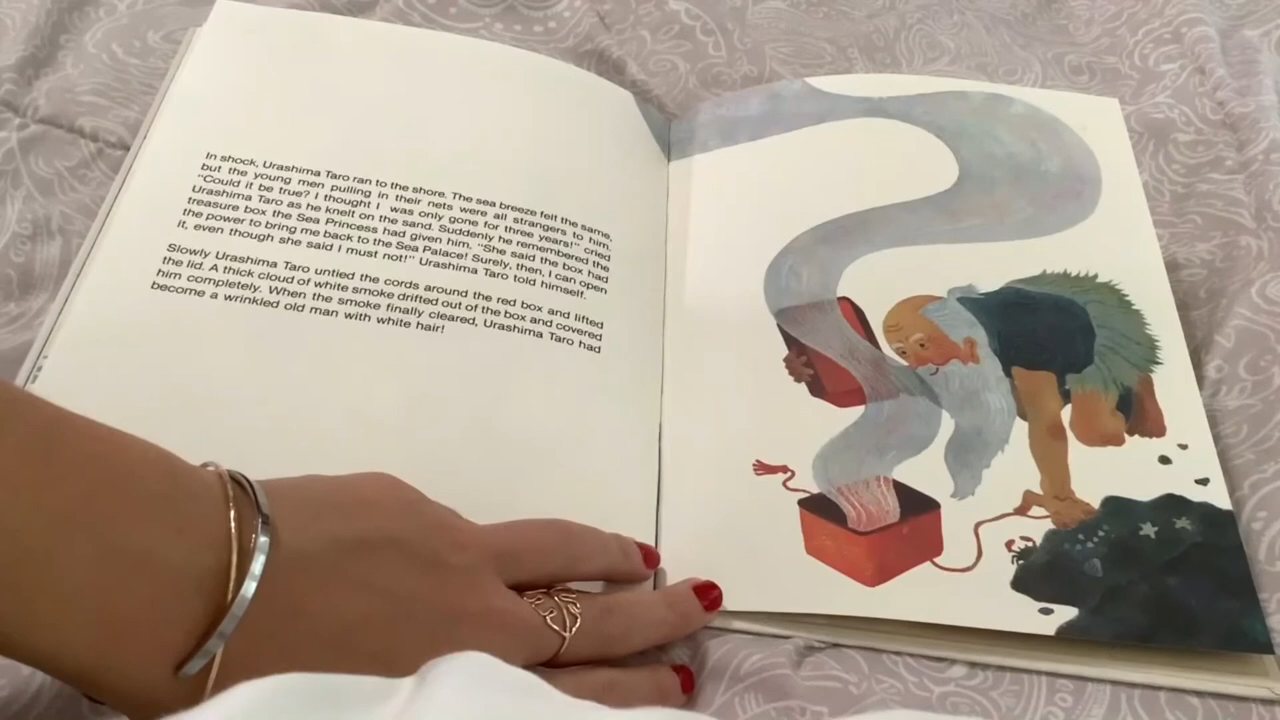 In shock, Urashima Taro ran to the shore. The sea breeze felt the same,
but the young men pulling in their nets were all strangers to him.
"Could it be true? I thought I was only gone for three years!" cried
Urashima Taro as he knelt on the sand. Suddenly he remembered the
treasure box the Sea Princess had given him. "She said the box had
the power to bring me back to the Sea Palace! Surely, then, I can open
it, even though she said I must not!" Urashima Taro told himself.
Slowly Urashima Taro untied the cords around the red box and lifted
the lid. A thick cloud of white smoke drifted out of the box and covered
him completely. When the smoke finally cleared, Urashima Taro had
become a wrinkled old man with white hair!